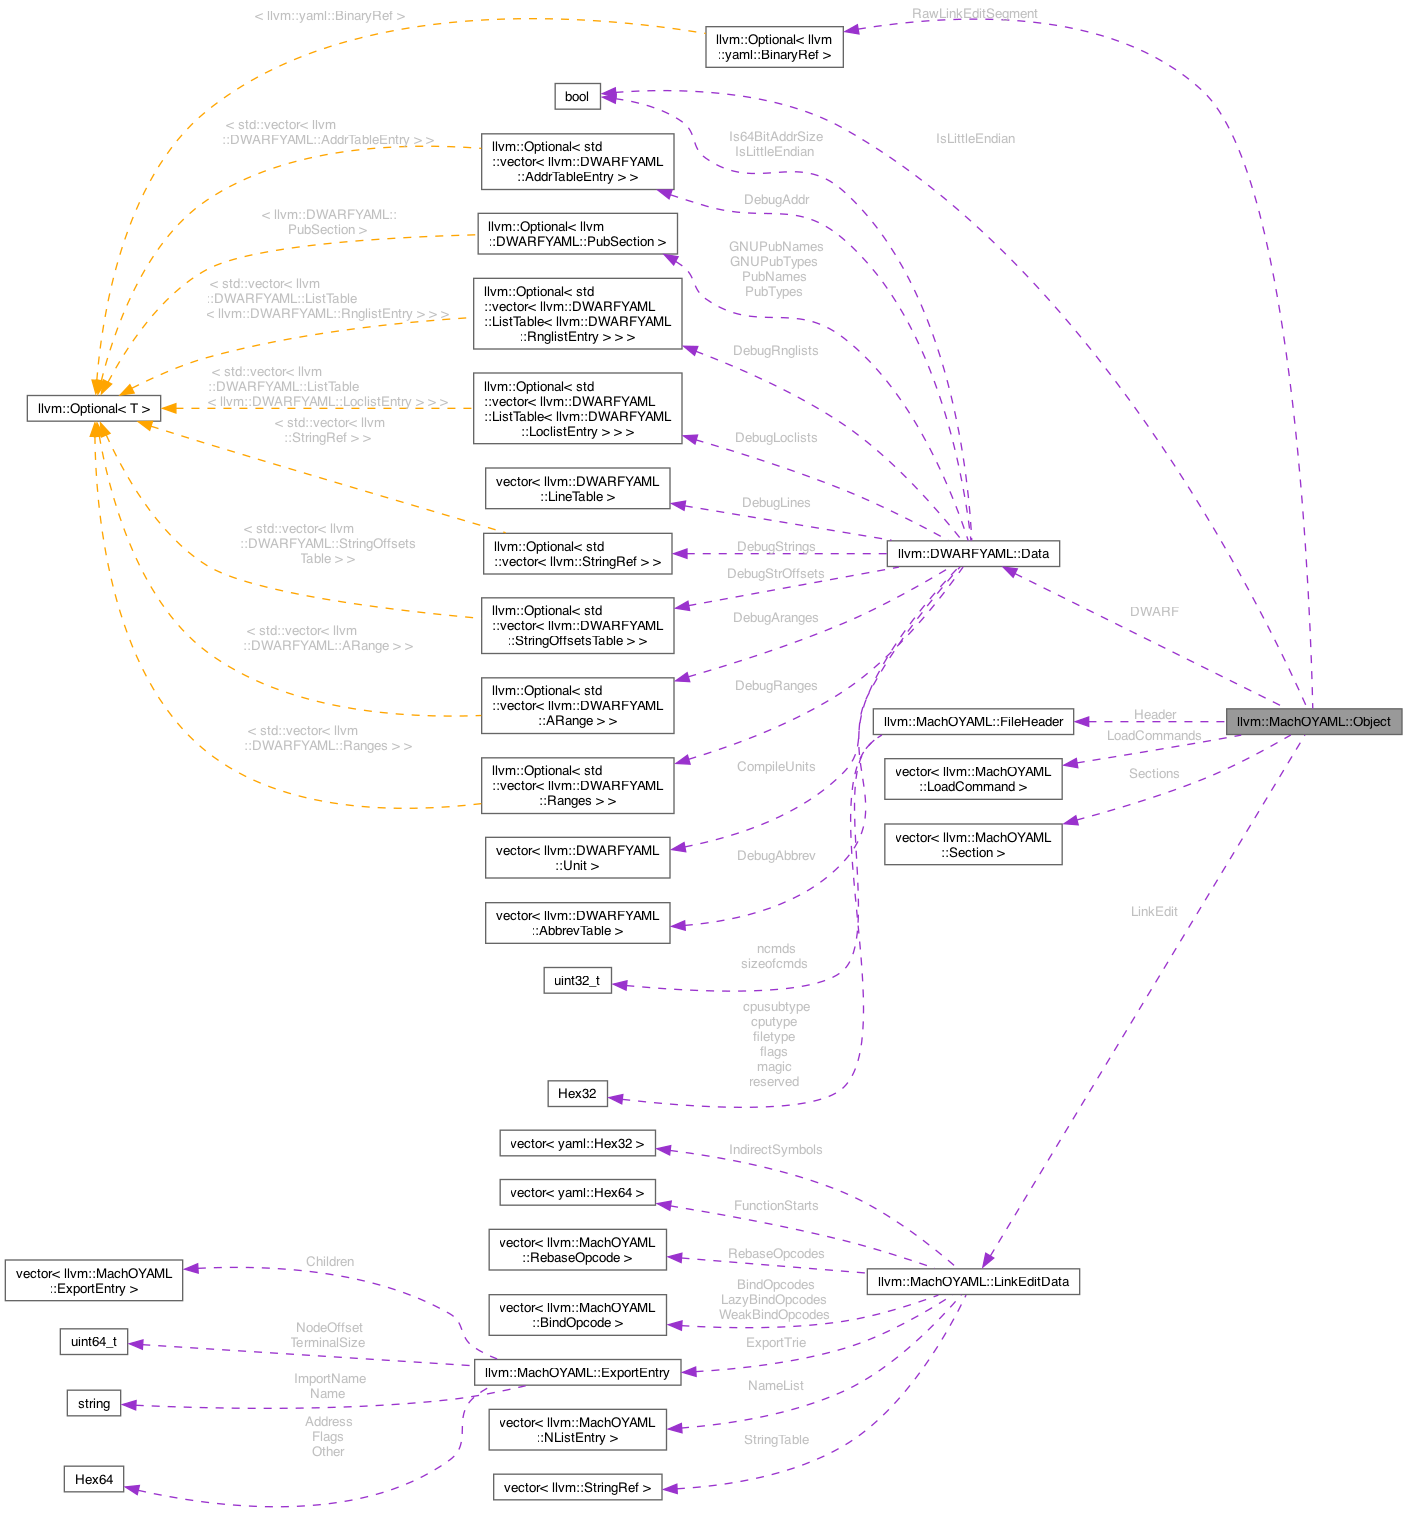 < llvm::yaml::BinaryRef >
RawLinkEditSegment
llvm::Optional< llvm
::yaml::BinaryRef >
bool
< std::vector< llvm
::DWARFYAML::AddrTableEntry > >
llvm::Optional< std
::vector< llvm::DWARFYAML
::AddrTableEntry > >
Is64BitAddrSize
IsLittleEndian
IsLittleEndian
DebugAddr
< llvm::DWARFYAML::
PubSection >
llvm::Optional< llvm
::DWARFYAML::PubSection >
GNUPubNames
GNUPubTypes
PubNames
PubTypes
< std::vector< llvm
::DWARFYAML::ListTable
< llvm::DWARFYAML::RnglistEntry > > >
llvm::Optional< std
::vector< llvm::DWARFYAML
::ListTable< llvm::DWARFYAML
::RnglistEntry > > >
DebugRnglists
< std::vector< llvm
::DWARFYAML::ListTable
< llvm::DWARFYAML::LoclistEntry > > >
llvm::Optional< T >
llvm::Optional< std
::vector< llvm::DWARFYAML
::ListTable< llvm::DWARFYAML
::LoclistEntry > > >
DebugLoclists
< std::vector< llvm
::StringRef > >
vector< llvm::DWARFYAML
::LineTable >
DebugLines
llvm::Optional< std
::vector< llvm::StringRef > >
DebugStrings
llvm::DWARFYAML::Data
< std::vector< llvm
::DWARFYAML::StringOffsets
Table > >
DebugStrOffsets
llvm::Optional< std
::vector< llvm::DWARFYAML
::StringOffsetsTable > >
DebugAranges
DWARF
< std::vector< llvm
::DWARFYAML::ARange > >
llvm::Optional< std
::vector< llvm::DWARFYAML
::ARange > >
DebugRanges
llvm::MachOYAML::FileHeader
Header
llvm::MachOYAML::Object
LoadCommands
< std::vector< llvm
::DWARFYAML::Ranges > >
llvm::Optional< std
::vector< llvm::DWARFYAML
::Ranges > >
CompileUnits
vector< llvm::MachOYAML
::LoadCommand >
Sections
vector< llvm::MachOYAML
::Section >
vector< llvm::DWARFYAML
::Unit >
DebugAbbrev
vector< llvm::DWARFYAML
::AbbrevTable >
LinkEdit
ncmds
sizeofcmds
uint32_t
cpusubtype
cputype
filetype
flags
magic
reserved
Hex32
vector< yaml::Hex32 >
IndirectSymbols
vector< yaml::Hex64 >
FunctionStarts
vector< llvm::MachOYAML
::RebaseOpcode >
RebaseOpcodes
llvm::MachOYAML::LinkEditData
vector< llvm::MachOYAML
::ExportEntry >
Children
BindOpcodes
LazyBindOpcodes
WeakBindOpcodes
vector< llvm::MachOYAML
::BindOpcode >
uint64_t
NodeOffset
TerminalSize
ExportTrie
llvm::MachOYAML::ExportEntry
ImportName
Name
string
NameList
vector< llvm::MachOYAML
::NListEntry >
Address
Flags
Other
StringTable
Hex64
vector< llvm::StringRef >